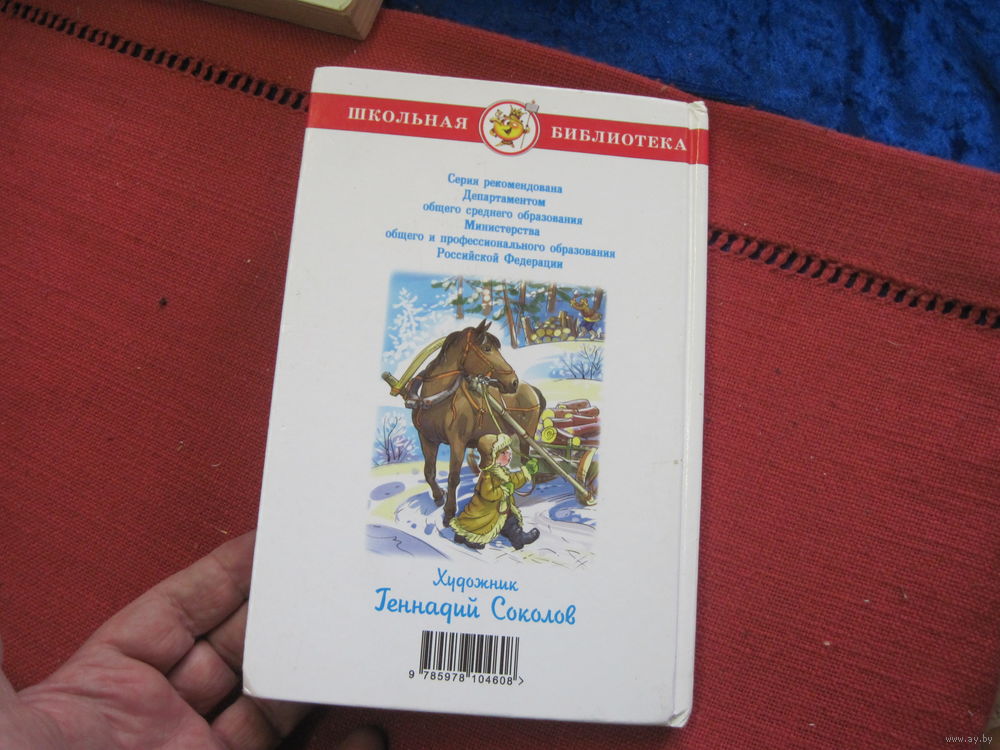 ШКОЛЬНАЯ БИБЛИОТЕКА
Серия рекомендована
Департаментом
общего среднего образования
Министерства
общего и профессионального образования
Российской Федерации
Художник
Геннадий Соколов
9 785978 104608 >
www.ay.by